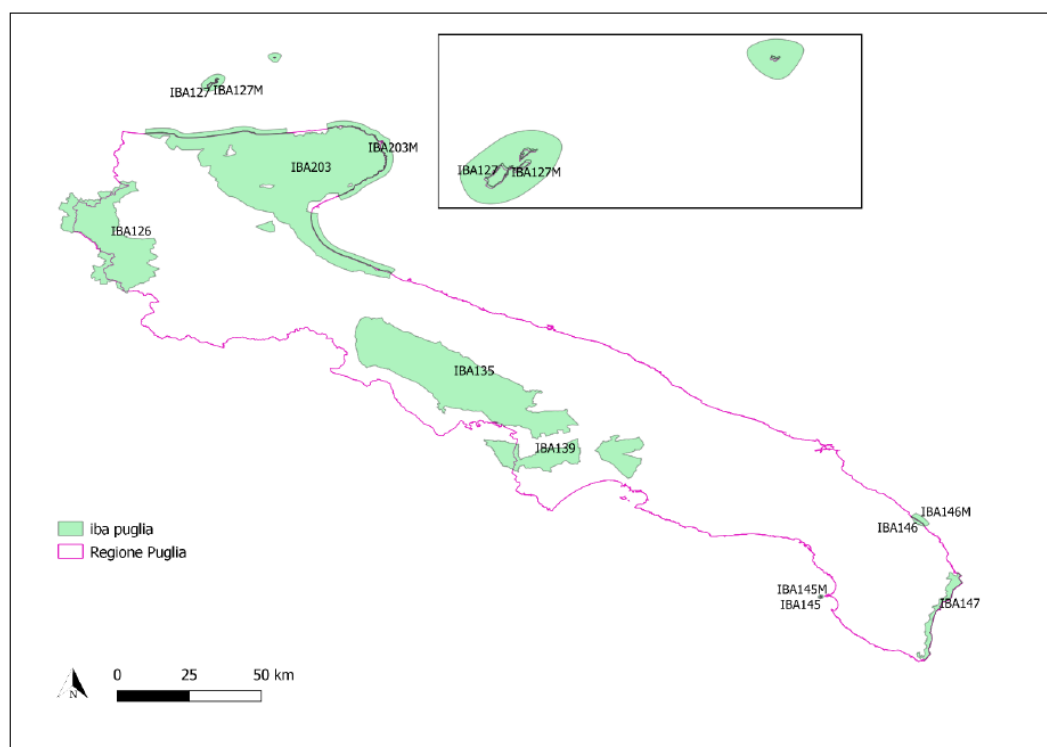 IBA127 IBA127M
IBA203M
IBA203
IBA127 IBA127M
IBA126
IBA135
IBA139
IBA146M
IBA146
iba puglia
Regione Puglia
IBA145M
IBA147
IBA145
0 25 50 km
N